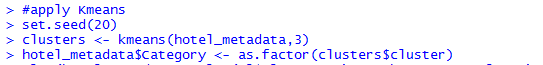 > #apply Kmeans
> set.seed(20)
> clusters <- kmeans(hotel_metadata,3)
> hotel_metadata$Category <- as.factor(clusters$cluster)